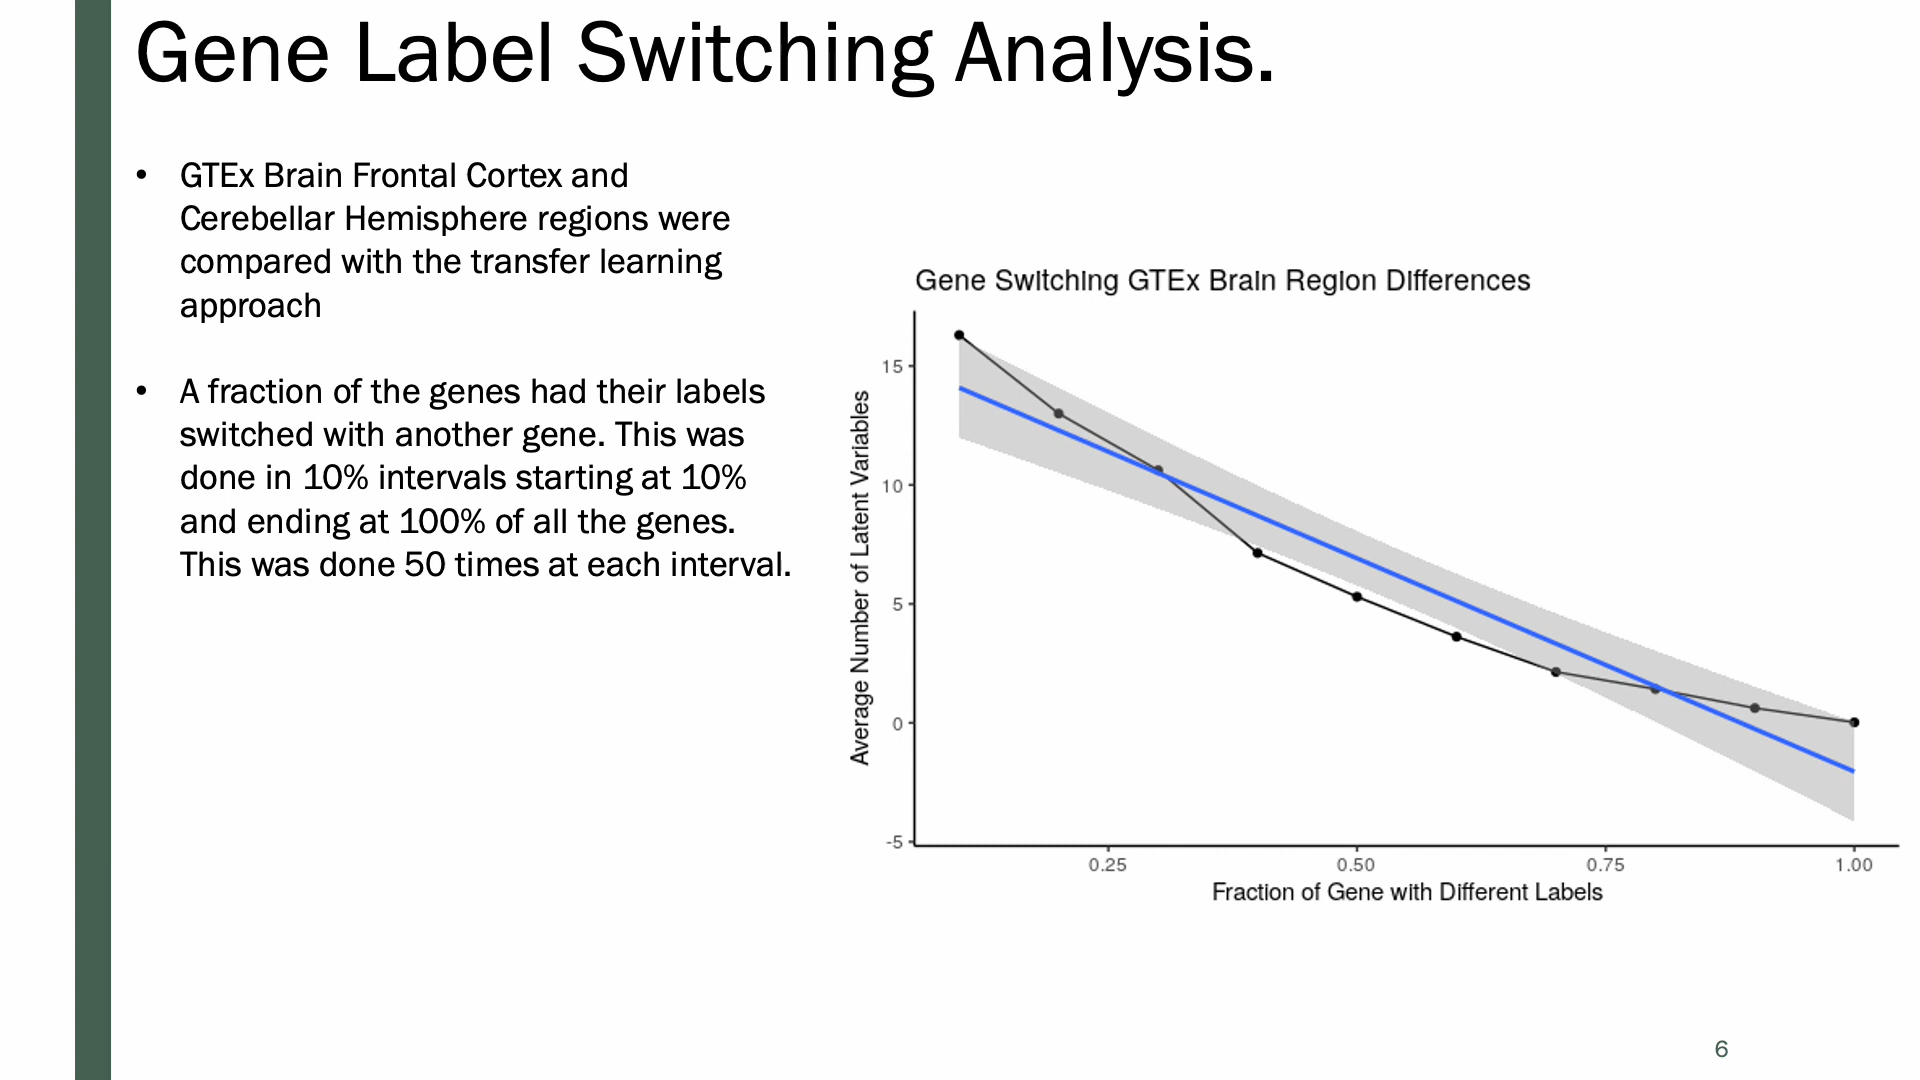 Gene Label Switching Analysis.
• GTEx Brain Frontal Cortex and
Cerebellar Hemisphere regions were
compared with the transfer learning
approach
• A fraction of the genes had their labels
switched with another gene. This was
done in 10% intervals starting at 10%
and ending at 100% of all the genes.
This was done 50 times at each interval.
Gene Switching GTEx Brain Region Differences
Average Number of Latent Variables
15
10
5
0
-5
0.25 0.50 0.75 1.00
Fraction of Gene with Different Labels
6